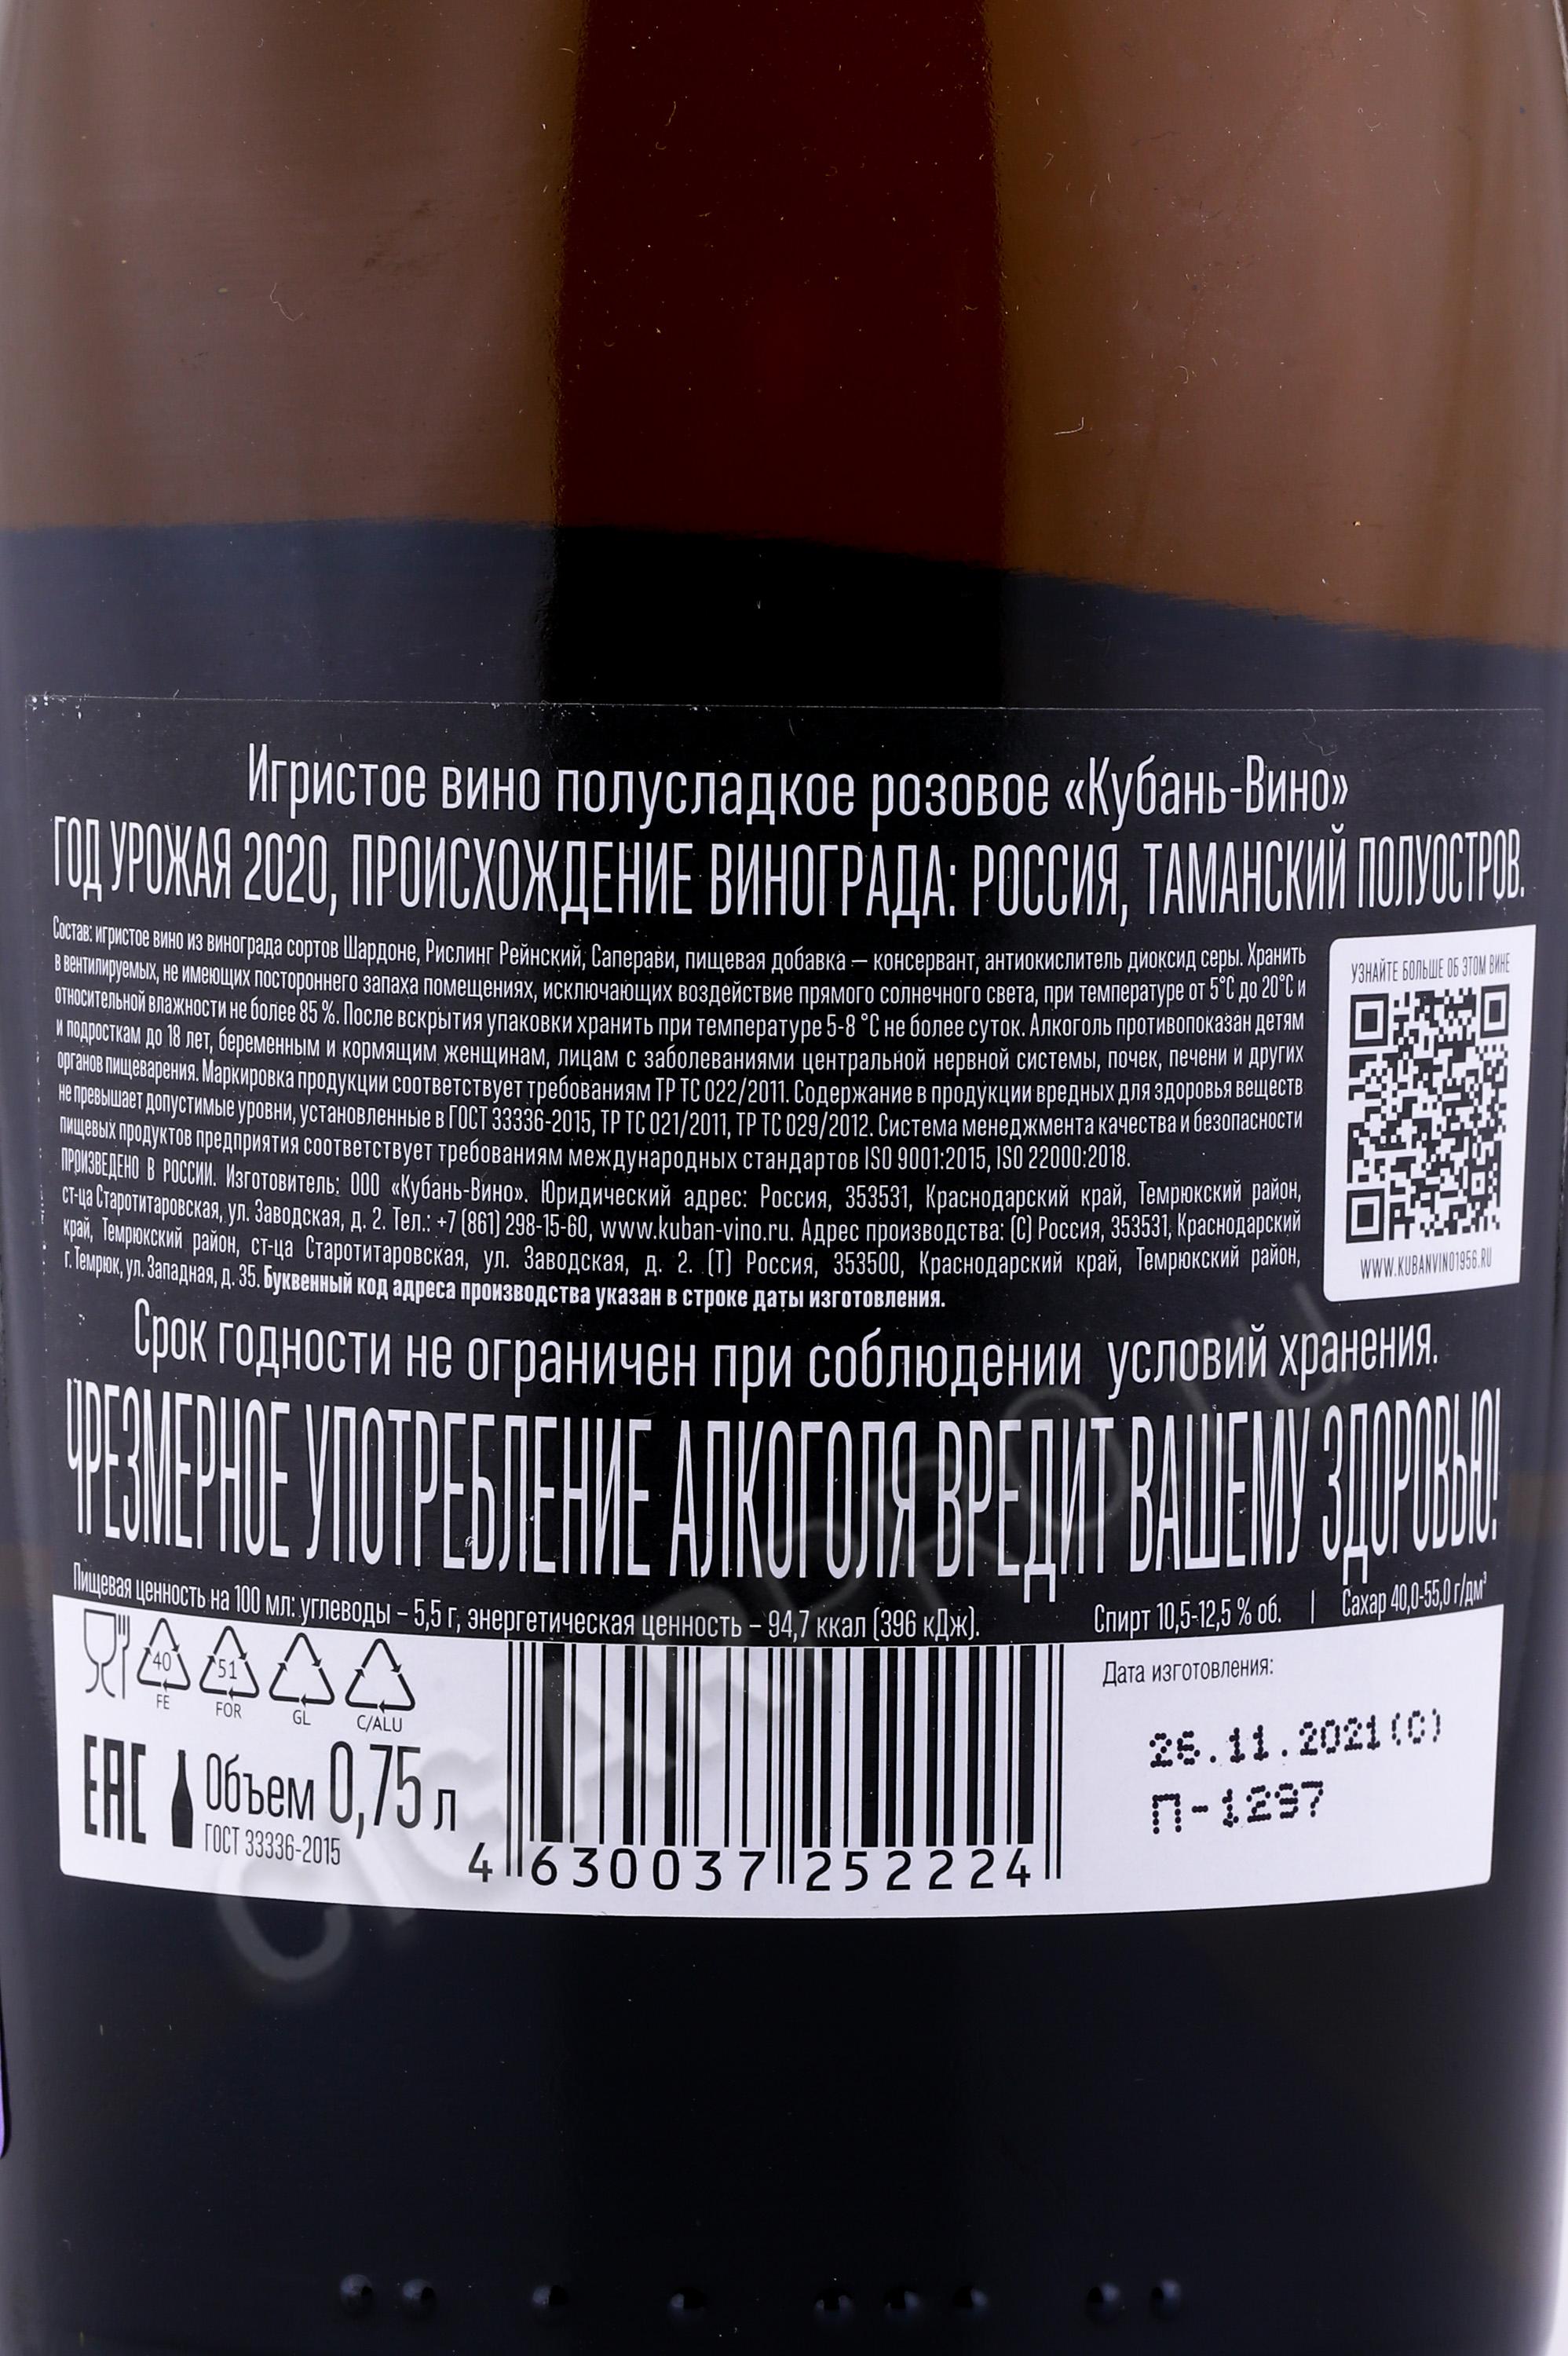 Игристое вино полусладкое розовое «Кубань-Вино»
ГОД УРОЖАЯ 2020, ПРОИСХОЖДЕНИЕ ВИНОГРАДА: РОССИЯ, ТАМАНСКИЙ ПОЛУОСТРОВ.
Состав: игристое вино из винограда сортов Шардоне, Рислинг Рейнский, Саперави, пищевая добавка — консервант, антиокислитель диоксид серы. Хранить
в вентилируемых, не имеющих постороннего запаха помещениях, исключающих воздействие прямого солнечного света, при температуре от 5°С до 20°С и
относительной влажности не более 85 %. После вскрытия упаковки хранить при температуре 5-8 °С не более суток. Алкоголь противопоказан детям
и подросткам до 18 лет, беременным и кормящим женщинам, лицам с заболеваниями центральной нервной системы, почек, печени и других
органов пищеварения. Маркировка продукции соответствует требованиям ТР ТС 022/2011. Содержание в продукции вредных для здоровья веществ
не превышает допустимые уровни, установленные в ГОСТ 33336-2015, ТР ТС 021/2011, ТР ТС 029/2012. Система менеджмента качества и безопасности
пищевых продуктов предприятия соответствует требованиям международных стандартов ISO 9001:2015, ISO 22000:2018.
ПРОИЗВЕДЕНО В РОССИИ. Изготовитель: ООО «Кубань-Вино». Юридический адрес: Россия, 353531, Краснодарский край, Темрюкский район,
ст-ца Старотитаровская, ул. Заводская, д. 2. Тел.: +7 (861) 298-15-60, www.kuban-vino.ru. Адрес производства: (С) Россия, 353531, Краснодарский
край, Темрюкский район, ст-ца Старотитаровская, ул. Заводская, д. 2. (Т) Россия, 353500, Краснодарский край, Темрюкский район,
г. Темрюк, ул. Западная, д. 35. Буквенный код адреса производства указан в строке даты изготовления.
УЗНАЙТЕ БОЛЬШЕ ОБ ЭТОМ ВИНЕ
WWW.KUBANVINO1956.RU
Срок годности не ограничен при соблюдении условий хранения.
ЧРЕЗМЕРНОЕ УПОТРЕБЛЕНИЕ АЛКОГОЛЯ ВРЕДИТ ВАШЕМУ ЗДОРОВЬЮ!
Пищевая ценность на 100 мл: углеводы – 5,5 г, энергетическая ценность – 94,7 ккал (396 кДж).
Спирт 10,5-12,5 % об. | Сахар 40,0-55,0 г/дм³
40 51
FE FOR GL C/ALU
EAC Объем 0,75 л
ГОСТ 33336-2015
4 630037 252224
Дата изготовления:
26.11.2021(С)
П-1297
CIGARPRO.ru